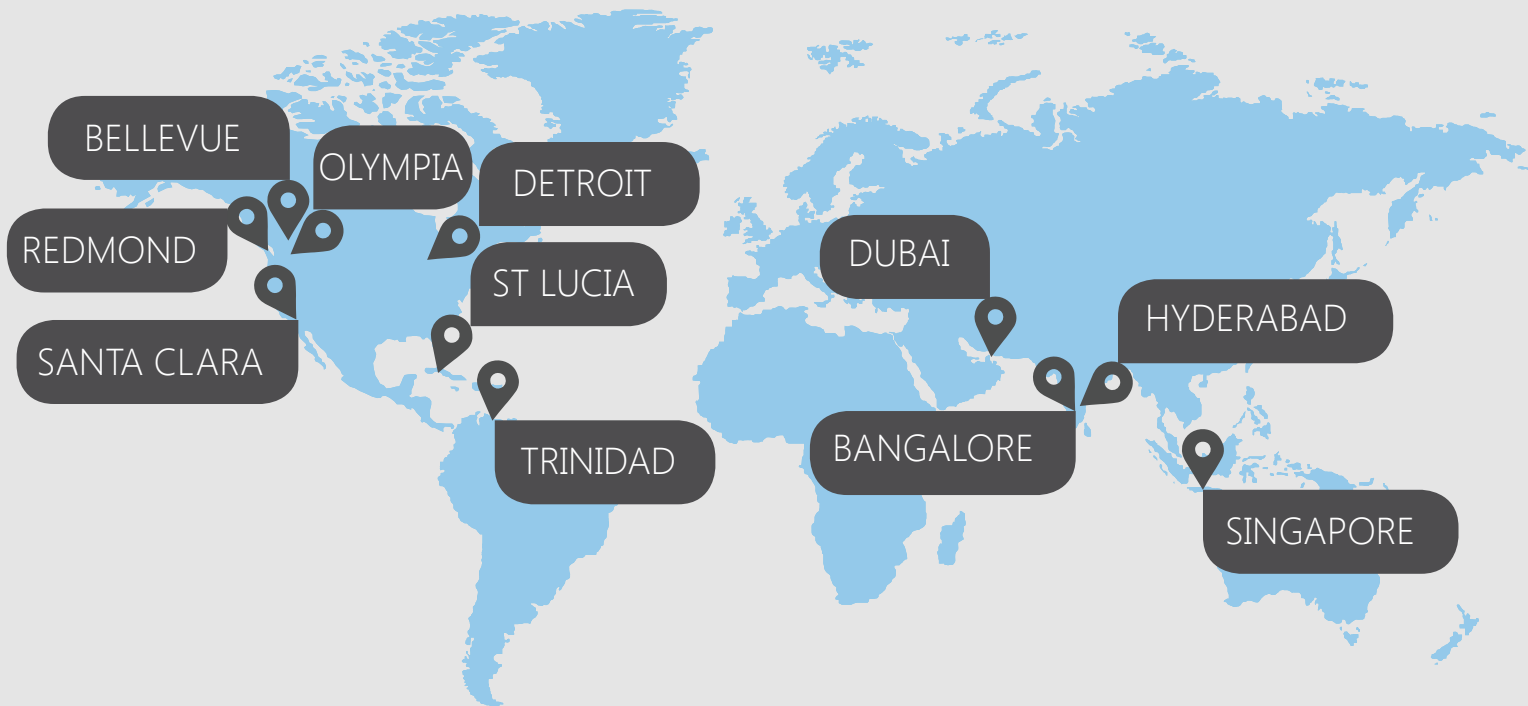 BELLEVUE
OLYMPIA
DETROIT
REDMOND
ST LUCIA
DUBAI
HYDERABAD
SANTA CLARA
BANGALORE
TRINIDAD
SINGAPORE